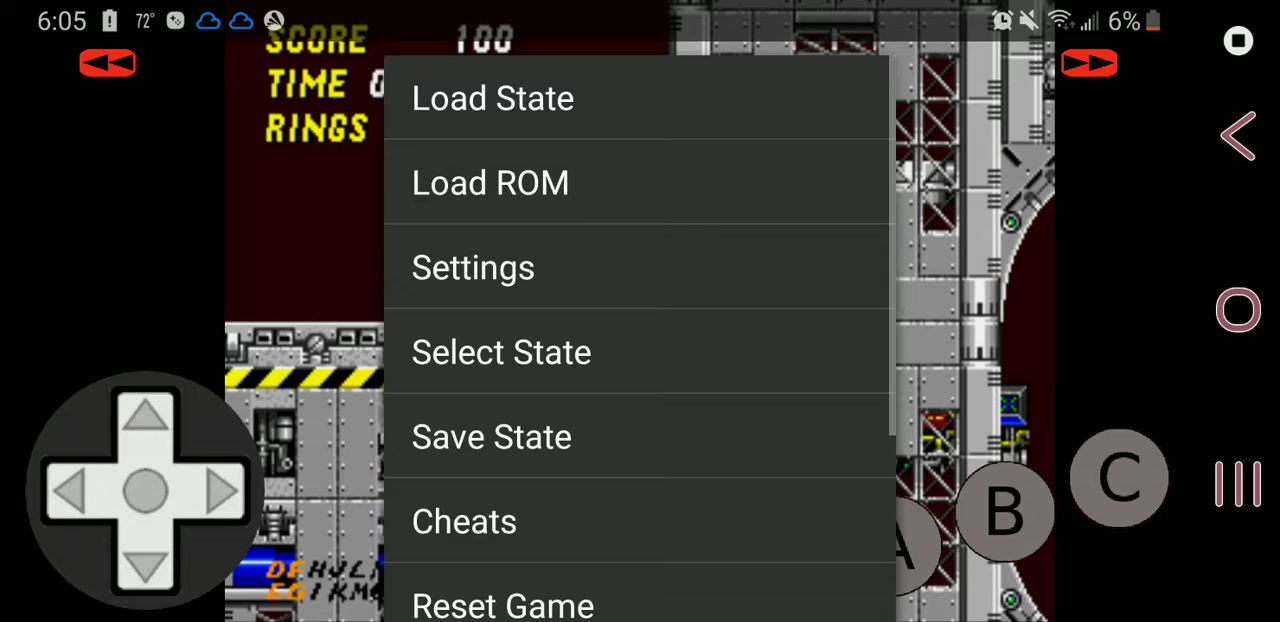 6:05 72° 6%
SCORE 100
TIME 0
RINGS
Load State
Load ROM
Settings
Select State
Save State
Cheats
Reset Game
A
B
C